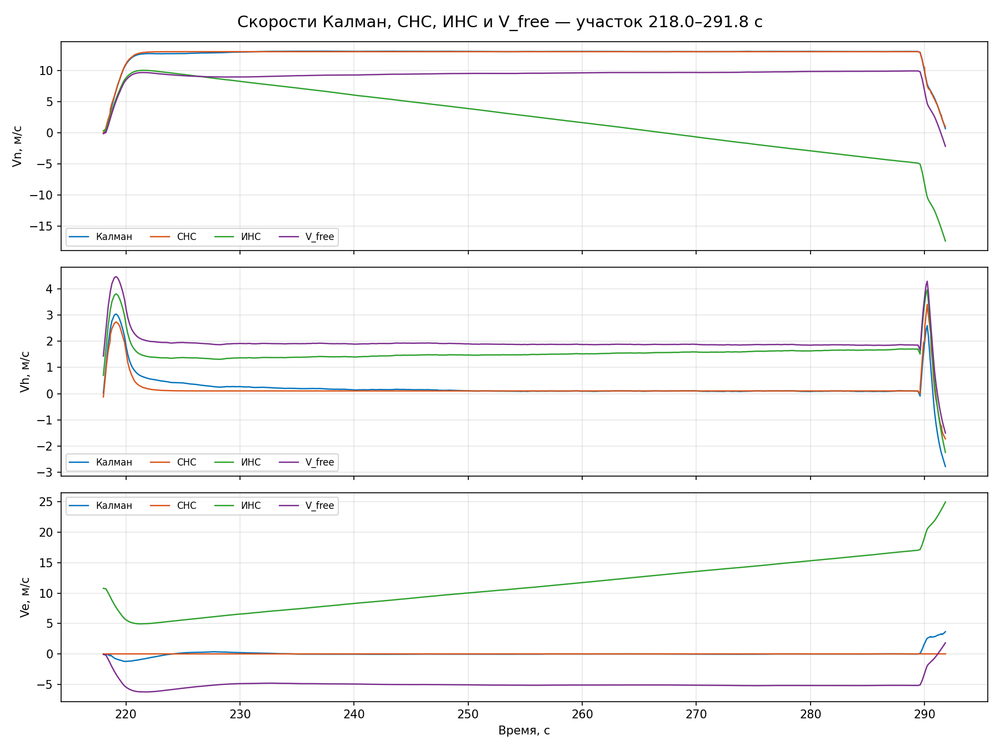 Скорости Калман, СНС, ИНС и V_free — участок 218.0–291.8 с
Vn, м/с
10
5
0
−5
−10
−15
Калман СНС ИНС V_free
Vh, м/с
4
3
2
1
0
−1
−2
−3
Калман СНС ИНС V_free
Ve, м/с
25
20
15
10
5
0
−5
Калман СНС ИНС V_free
220 230 240 250 260 270 280 290
Время, с